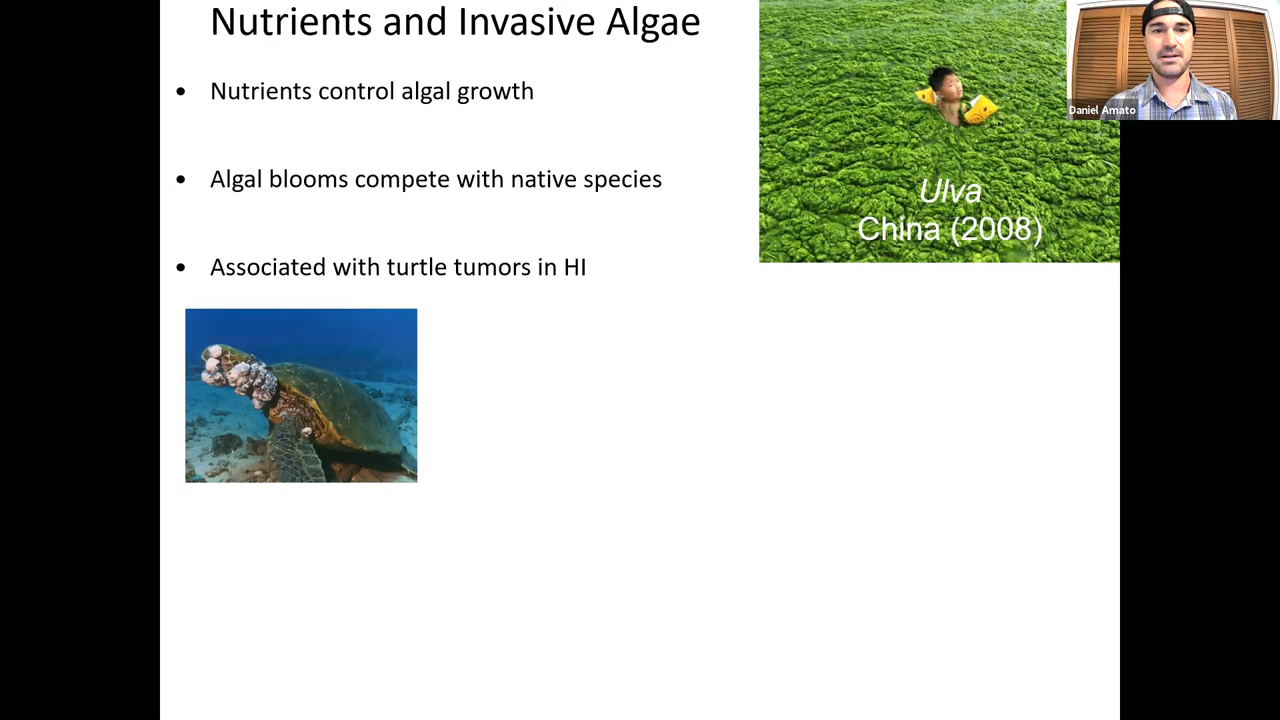 Nutrients and Invasive Algae
• Nutrients control algal growth
• Algal blooms compete with native species
• Associated with turtle tumors in HI
Ulva
China (2008)
Daniel Amato